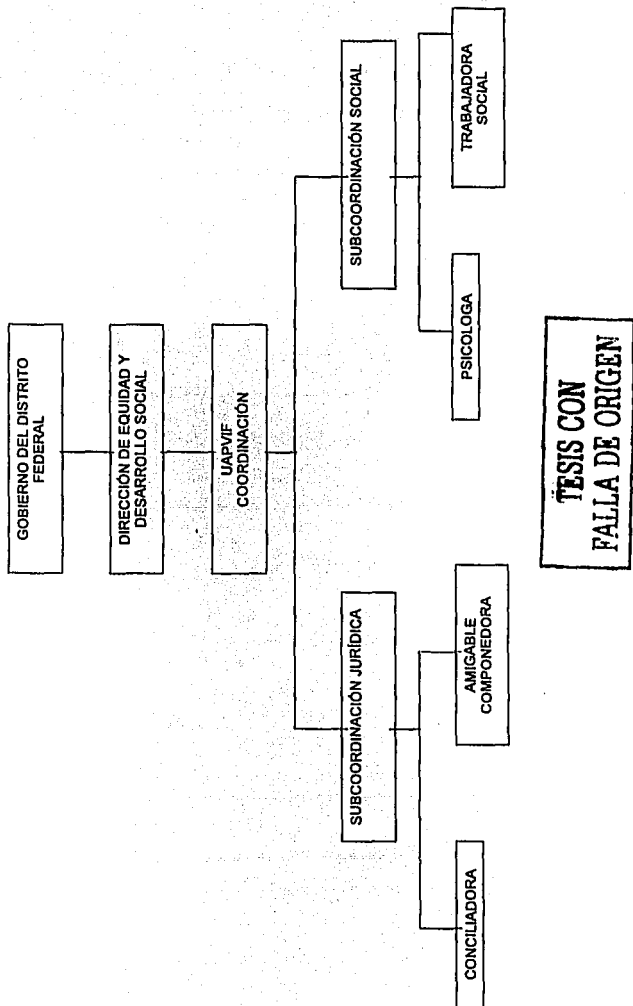 GOBIERNO DEL DISTRITO
FEDERAL
DIRECCIÓN DE EQUIDAD Y
DESARROLLO SOCIAL
UAPVIF
COORDINACIÓN
SUBCOORDINACIÓN JURÍDICA
SUBCOORDINACIÓN SOCIAL
CONCILIADORA
AMIGABLE
COMPONEDORA
PSICOLOGA
TRABAJADORA
SOCIAL
TESIS CON
FALLA DE ORIGEN